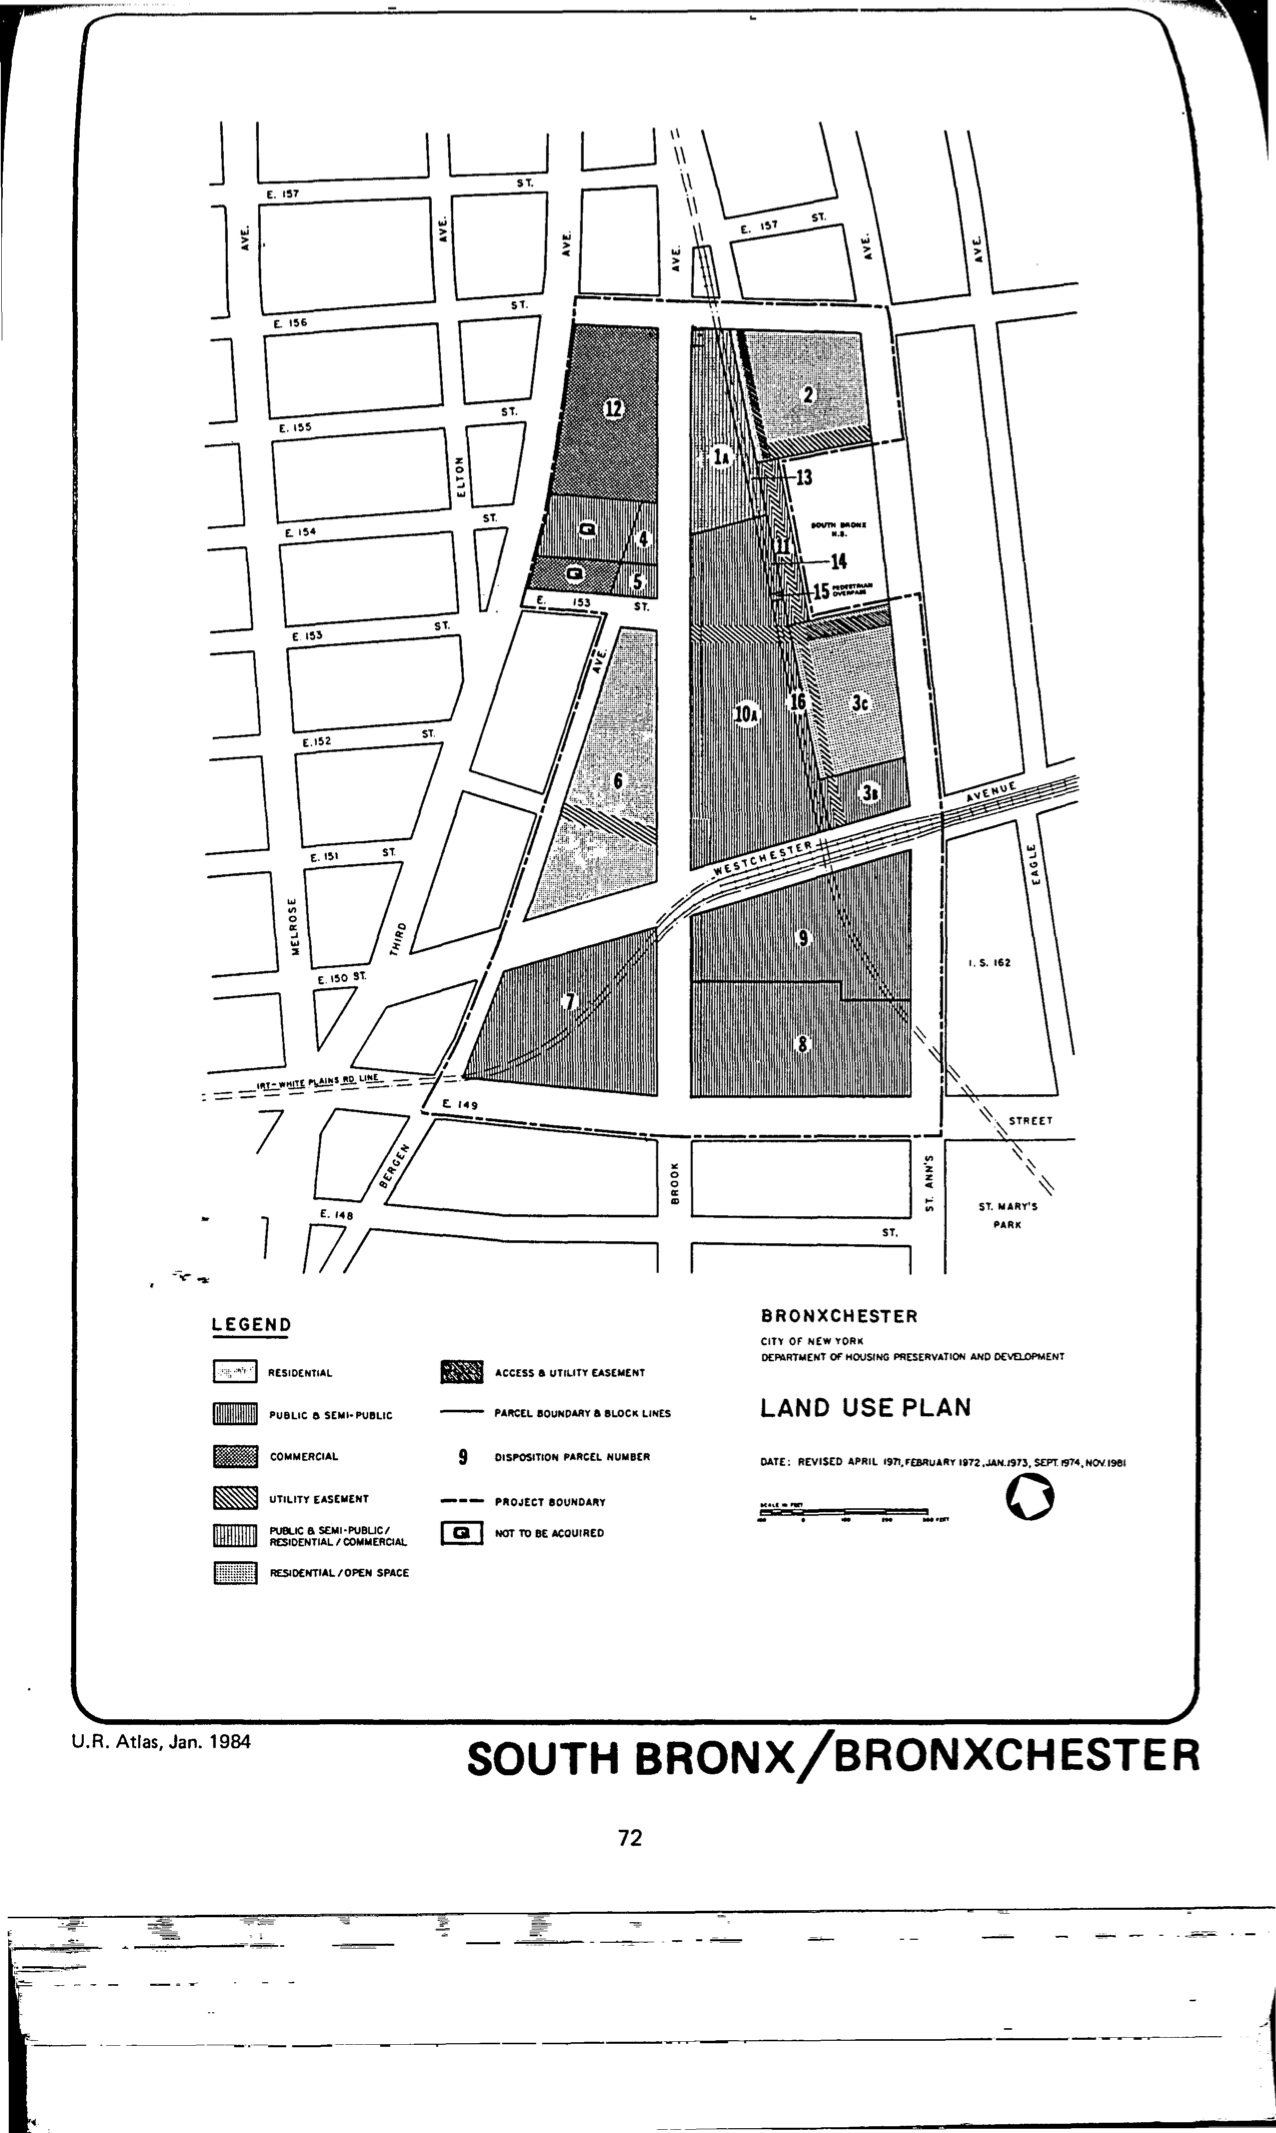 E. 157 ST.
E. 157 ST.
AVE.
AVE.
AVE.
AVE.
AVE.
AVE.
E. 156 ST.
E. 155 ST.
ELTON
E. 154 ST.
E. 153 ST.
E. 153 ST.
AVE.
E. 152 ST.
E. 151 ST.
MELROSE
THIRD
E. 150 ST.
12
2
1A
13
Q
4
SOUTH BRONX
N.S.
11
14
Q
5
15 PEDESTRIAN
OVERPASS
10A
16
3C
6
3B
WESTCHESTER AVENUE
EAGLE
9
I. S. 162
7
8
IRT-WHITE PLAINS RD. LINE
E. 149 STREET
BERGEN
BROOK
ST. ANN'S
ST. MARY'S
PARK
E. 148 ST.
LEGEND
RESIDENTIAL
PUBLIC & SEMI-PUBLIC
COMMERCIAL
UTILITY EASEMENT
PUBLIC & SEMI-PUBLIC/
RESIDENTIAL/COMMERCIAL
RESIDENTIAL/OPEN SPACE
ACCESS & UTILITY EASEMENT
PARCEL BOUNDARY & BLOCK LINES
9 DISPOSITION PARCEL NUMBER
PROJECT BOUNDARY
Q NOT TO BE ACQUIRED
BRONXCHESTER
CITY OF NEW YORK
DEPARTMENT OF HOUSING PRESERVATION AND DEVELOPMENT
LAND USE PLAN
DATE: REVISED APRIL 1971, FEBRUARY 1972, JAN. 1973, SEPT. 1974, NOV. 1981
SCALE IN FEET
100 0 100 200 300 FEET
U.R. Atlas, Jan. 1984
SOUTH BRONX/BRONXCHESTER
72